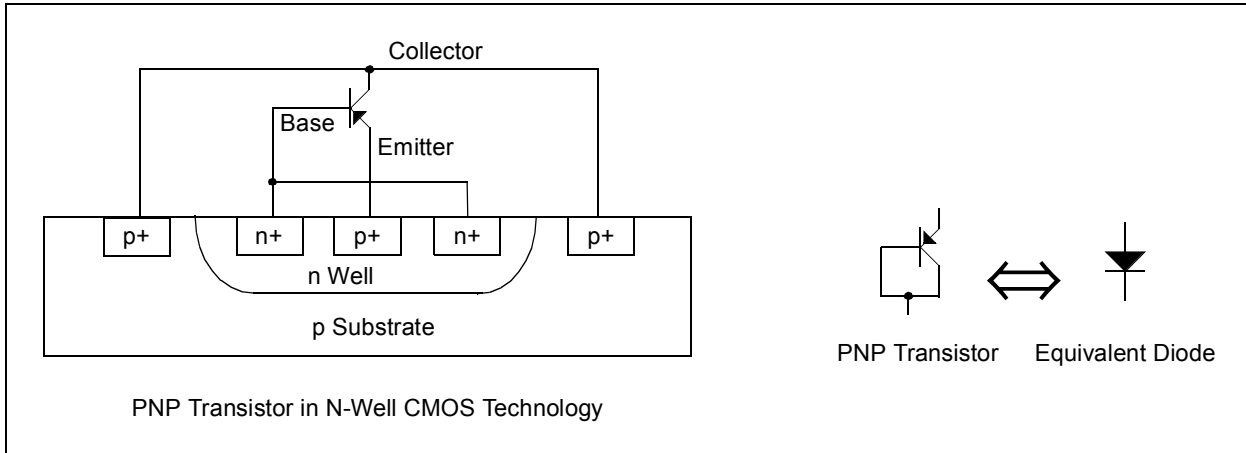 Collector
Base
Emitter
p+ n+ p+ n+ p+
n Well
p Substrate
PNP Transistor in N-Well CMOS Technology
PNP Transistor
Equivalent Diode